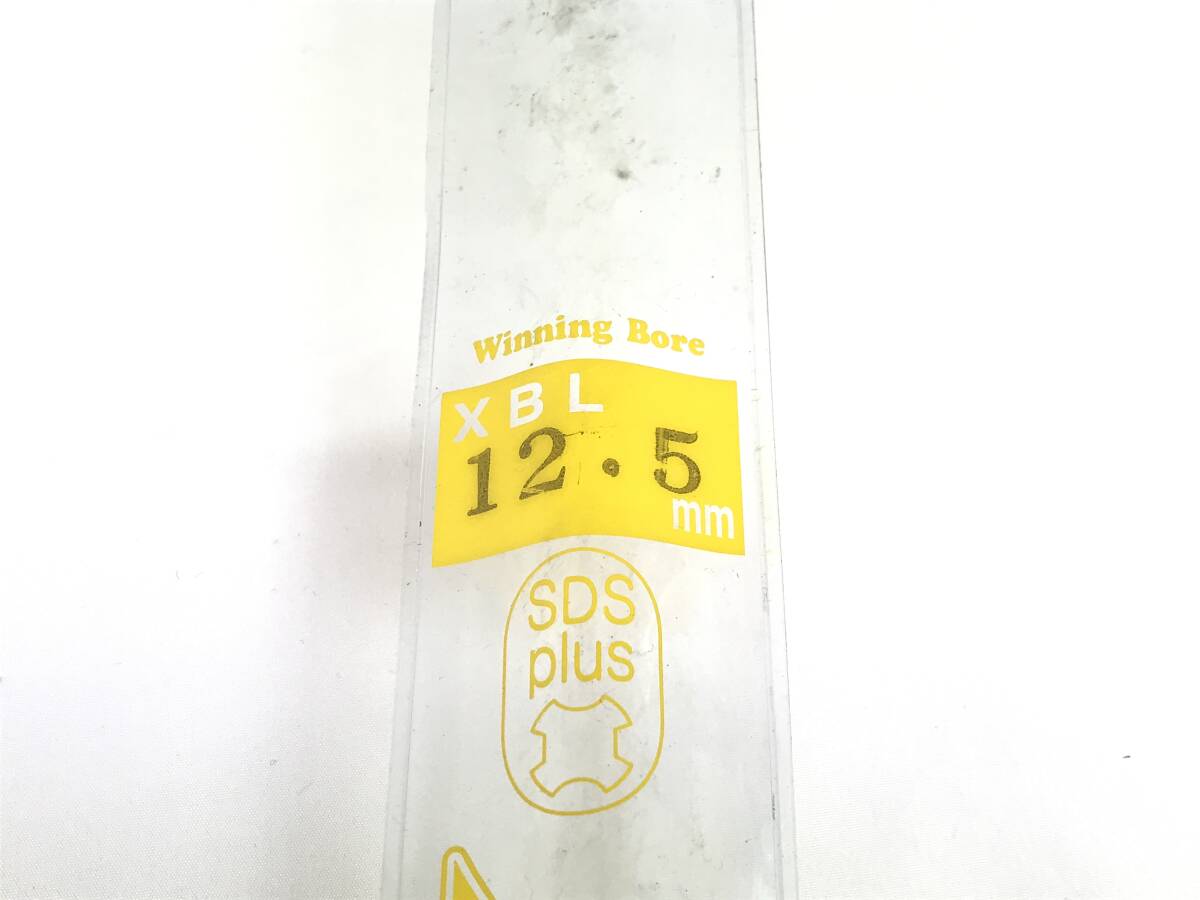 Winning Bore
XBL
12.5
mm
SDS
plus